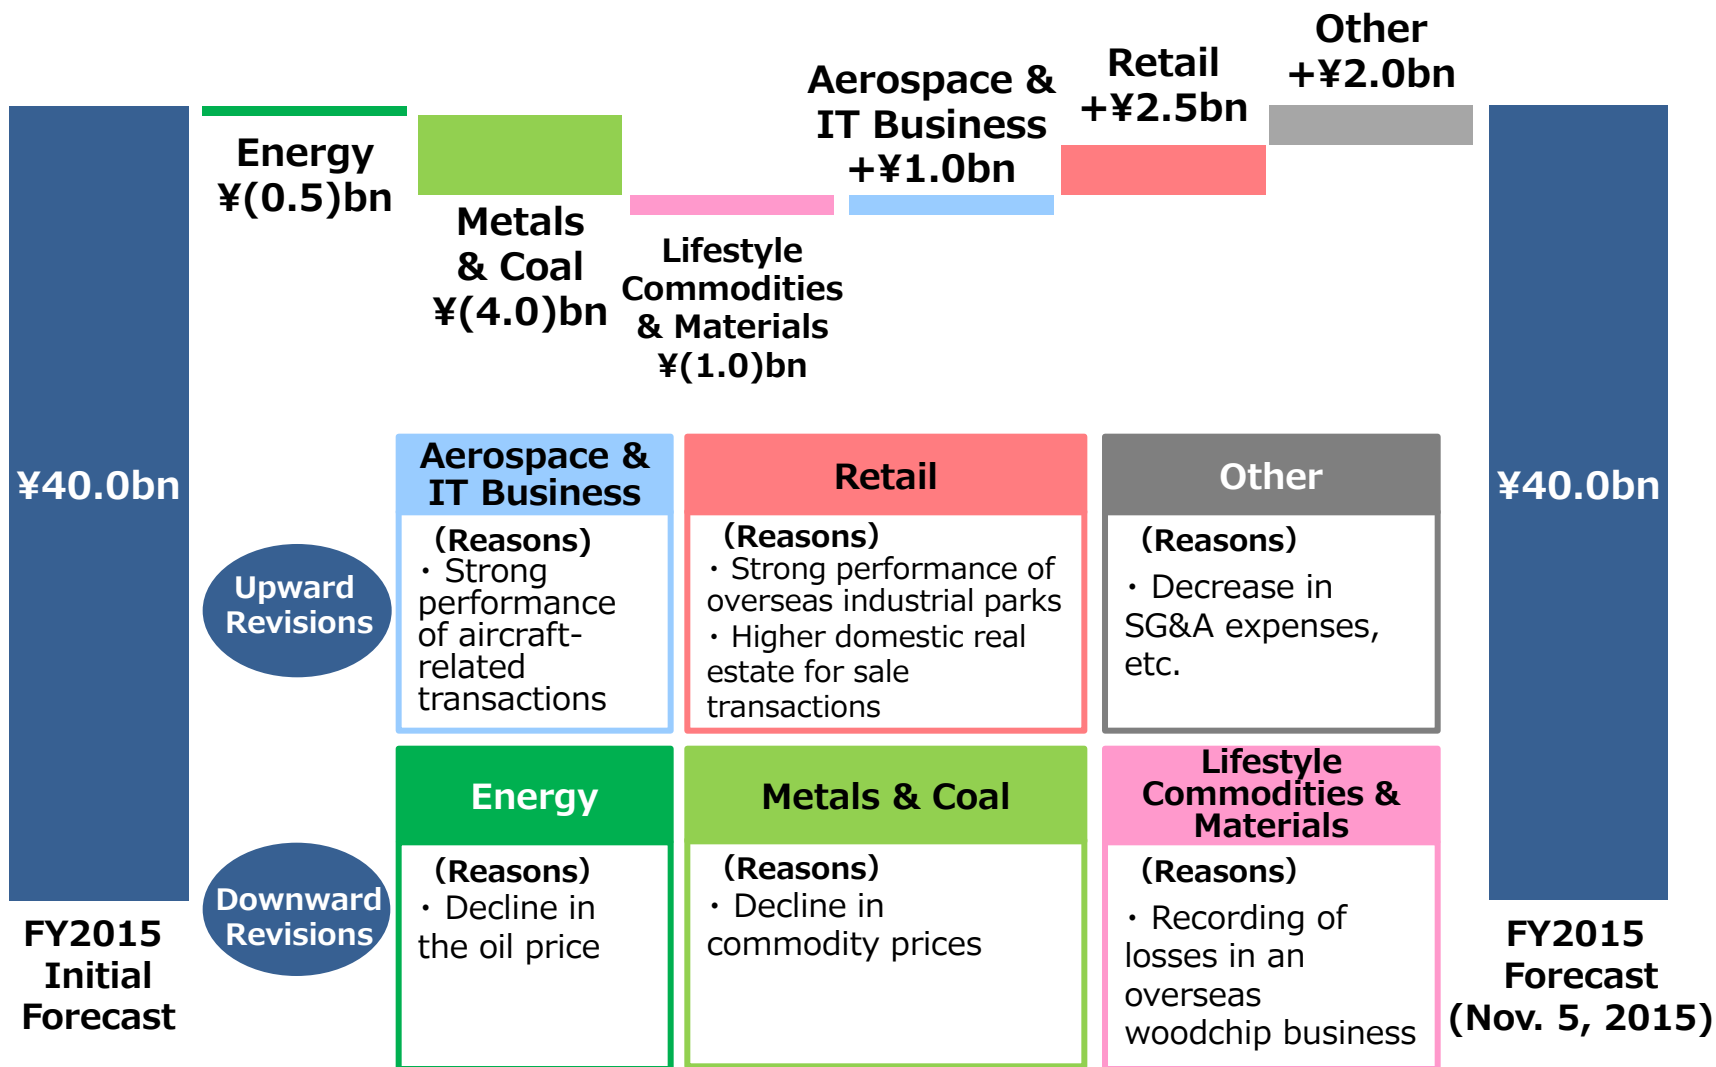 Energy
¥(0.5)bn
Metals
& Coal
¥(4.0)bn
Lifestyle
Commodities
& Materials
¥(1.0)bn
Aerospace &
IT Business
+¥1.0bn
Retail
+¥2.5bn
Other
+¥2.0bn
¥40.0bn
FY2015
Initial
Forecast
¥40.0bn
FY2015
Forecast
(Nov. 5, 2015)
Upward
Revisions
Aerospace &
IT Business
(Reasons)
・Strong
performance
of aircraft-
related
transactions
Retail
(Reasons)
・Strong performance of
overseas industrial parks
・Higher domestic real
estate for sale
transactions
Other
(Reasons)
・Decrease in
SG&A expenses,
etc.
Downward
Revisions
Energy
(Reasons)
・Decline in
the oil price
Metals & Coal
(Reasons)
・Decline in
commodity prices
Lifestyle
Commodities &
Materials
(Reasons)
・Recording of
losses in an
overseas
woodchip business